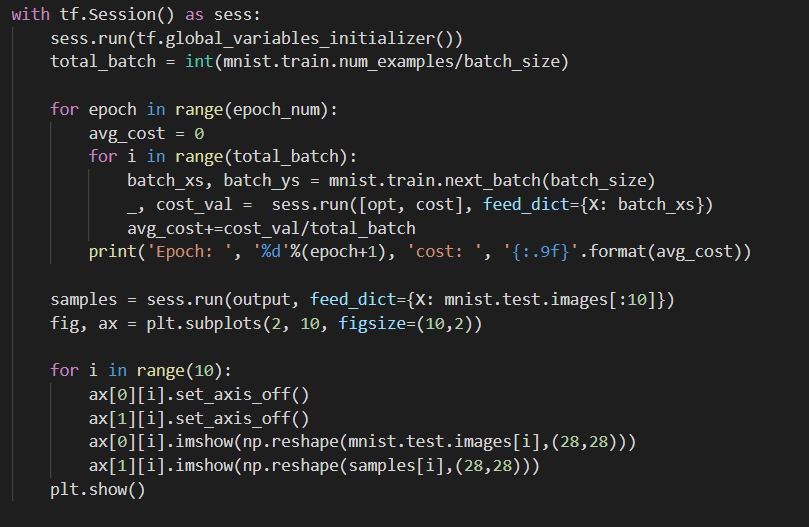 with tf.Session() as sess:
    sess.run(tf.global_variables_initializer())
    total_batch = int(mnist.train.num_examples/batch_size)

    for epoch in range(epoch_num):
        avg_cost = 0
        for i in range(total_batch):
            batch_xs, batch_ys = mnist.train.next_batch(batch_size)
            _, cost_val =  sess.run([opt, cost], feed_dict={X: batch_xs})
            avg_cost+=cost_val/total_batch
        print('Epoch: ', '%d'%(epoch+1), 'cost: ', '{:.9f}'.format(avg_cost))

    samples = sess.run(output, feed_dict={X: mnist.test.images[:10]})
    fig, ax = plt.subplots(2, 10, figsize=(10,2))

    for i in range(10):
        ax[0][i].set_axis_off()
        ax[1][i].set_axis_off()
        ax[0][i].imshow(np.reshape(mnist.test.images[i],(28,28)))
        ax[1][i].imshow(np.reshape(samples[i],(28,28)))
    plt.show()